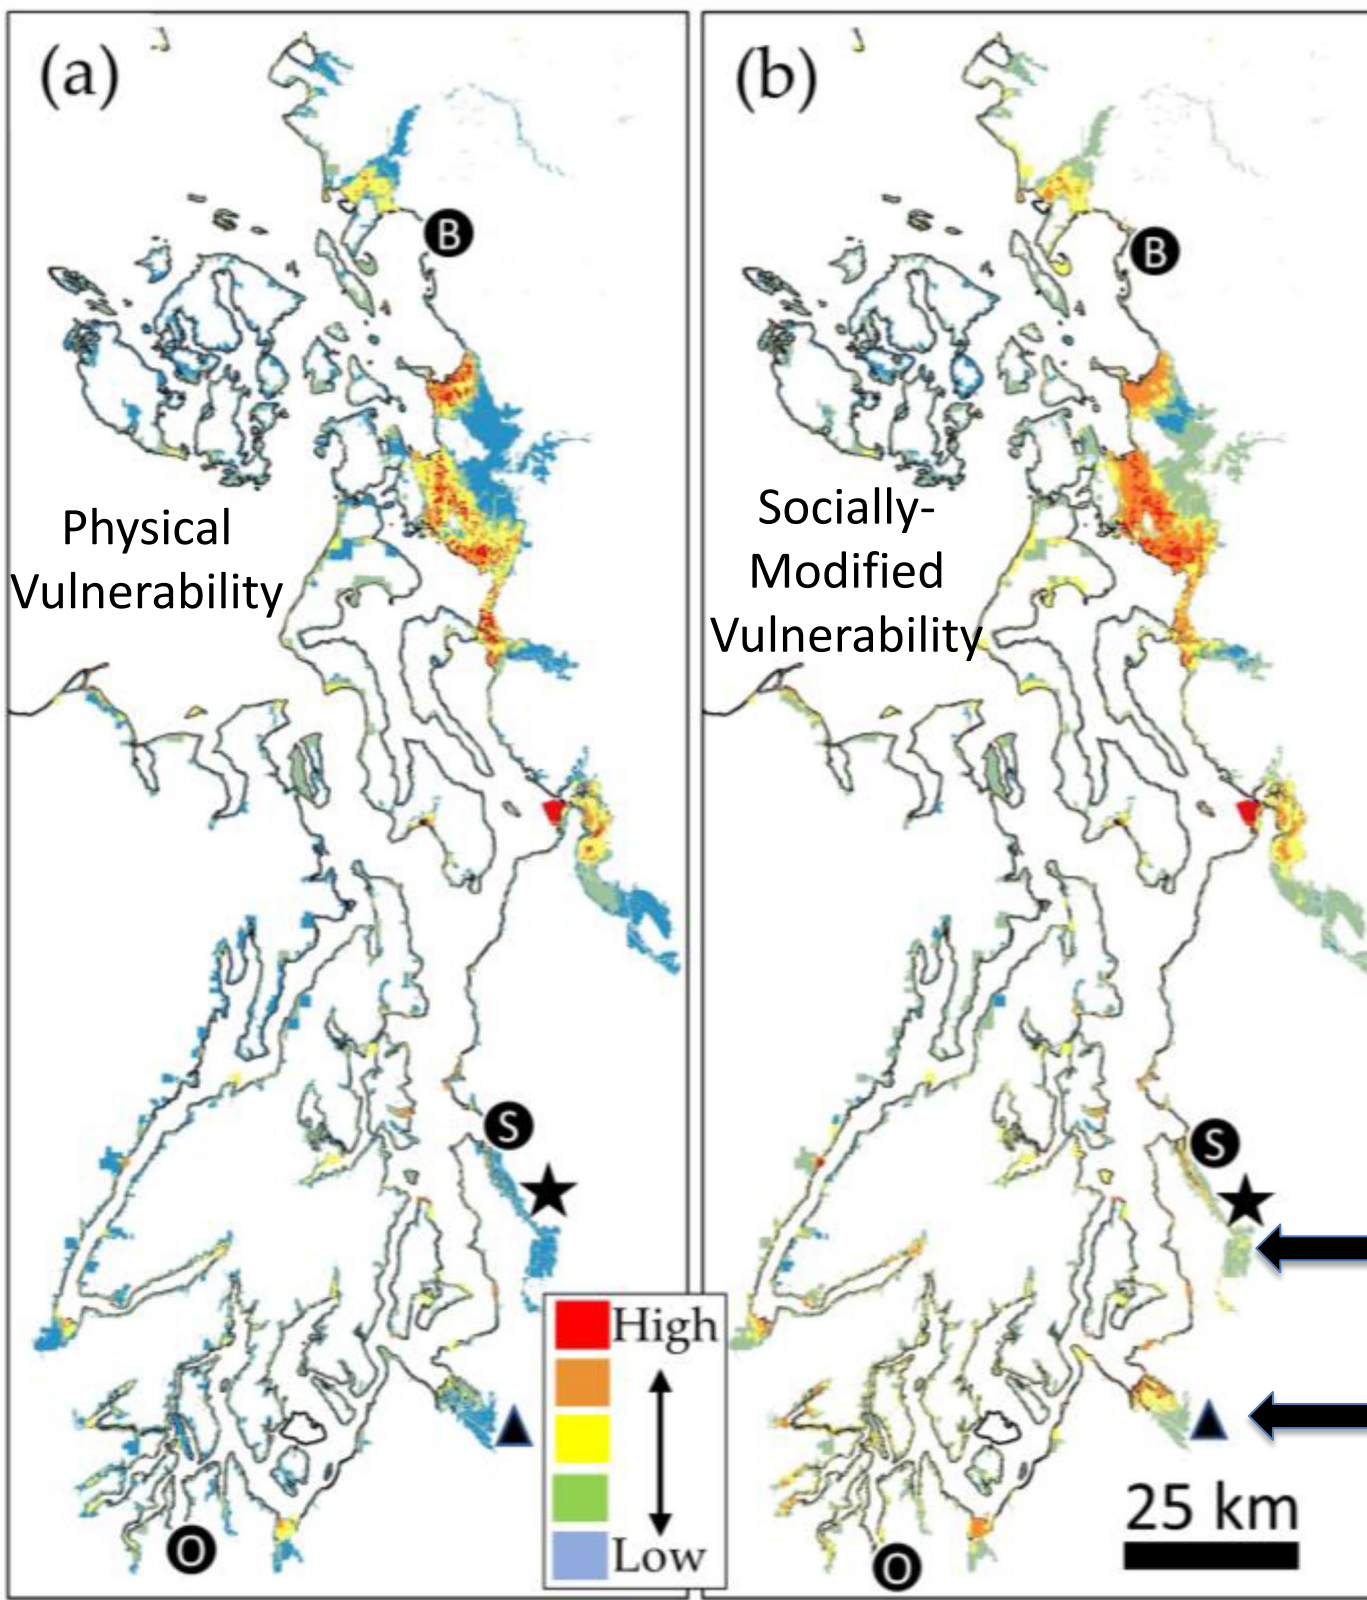 (a)
B
Physical
Vulnerability
S
O
(b)
B
Socially-
Modified
Vulnerability
S
O
High
Low
25 km